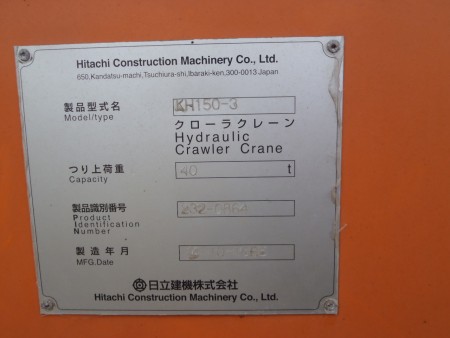 Hitachi Construction Machinery Co., Ltd.
650, Kandatsu-machi, Tsuchiura-shi, Ibaraki-ken, 300-0013 Japan
製品型式名 KH150-3
Model/type
クローラクレーン
Hydraulic
Crawler Crane
つり上荷重 40 t
Capacity
製品識別番号
Product
Identification
Number
製造年月
MFG.Date
日立建機株式会社
Hitachi Construction Machinery Co., Ltd.